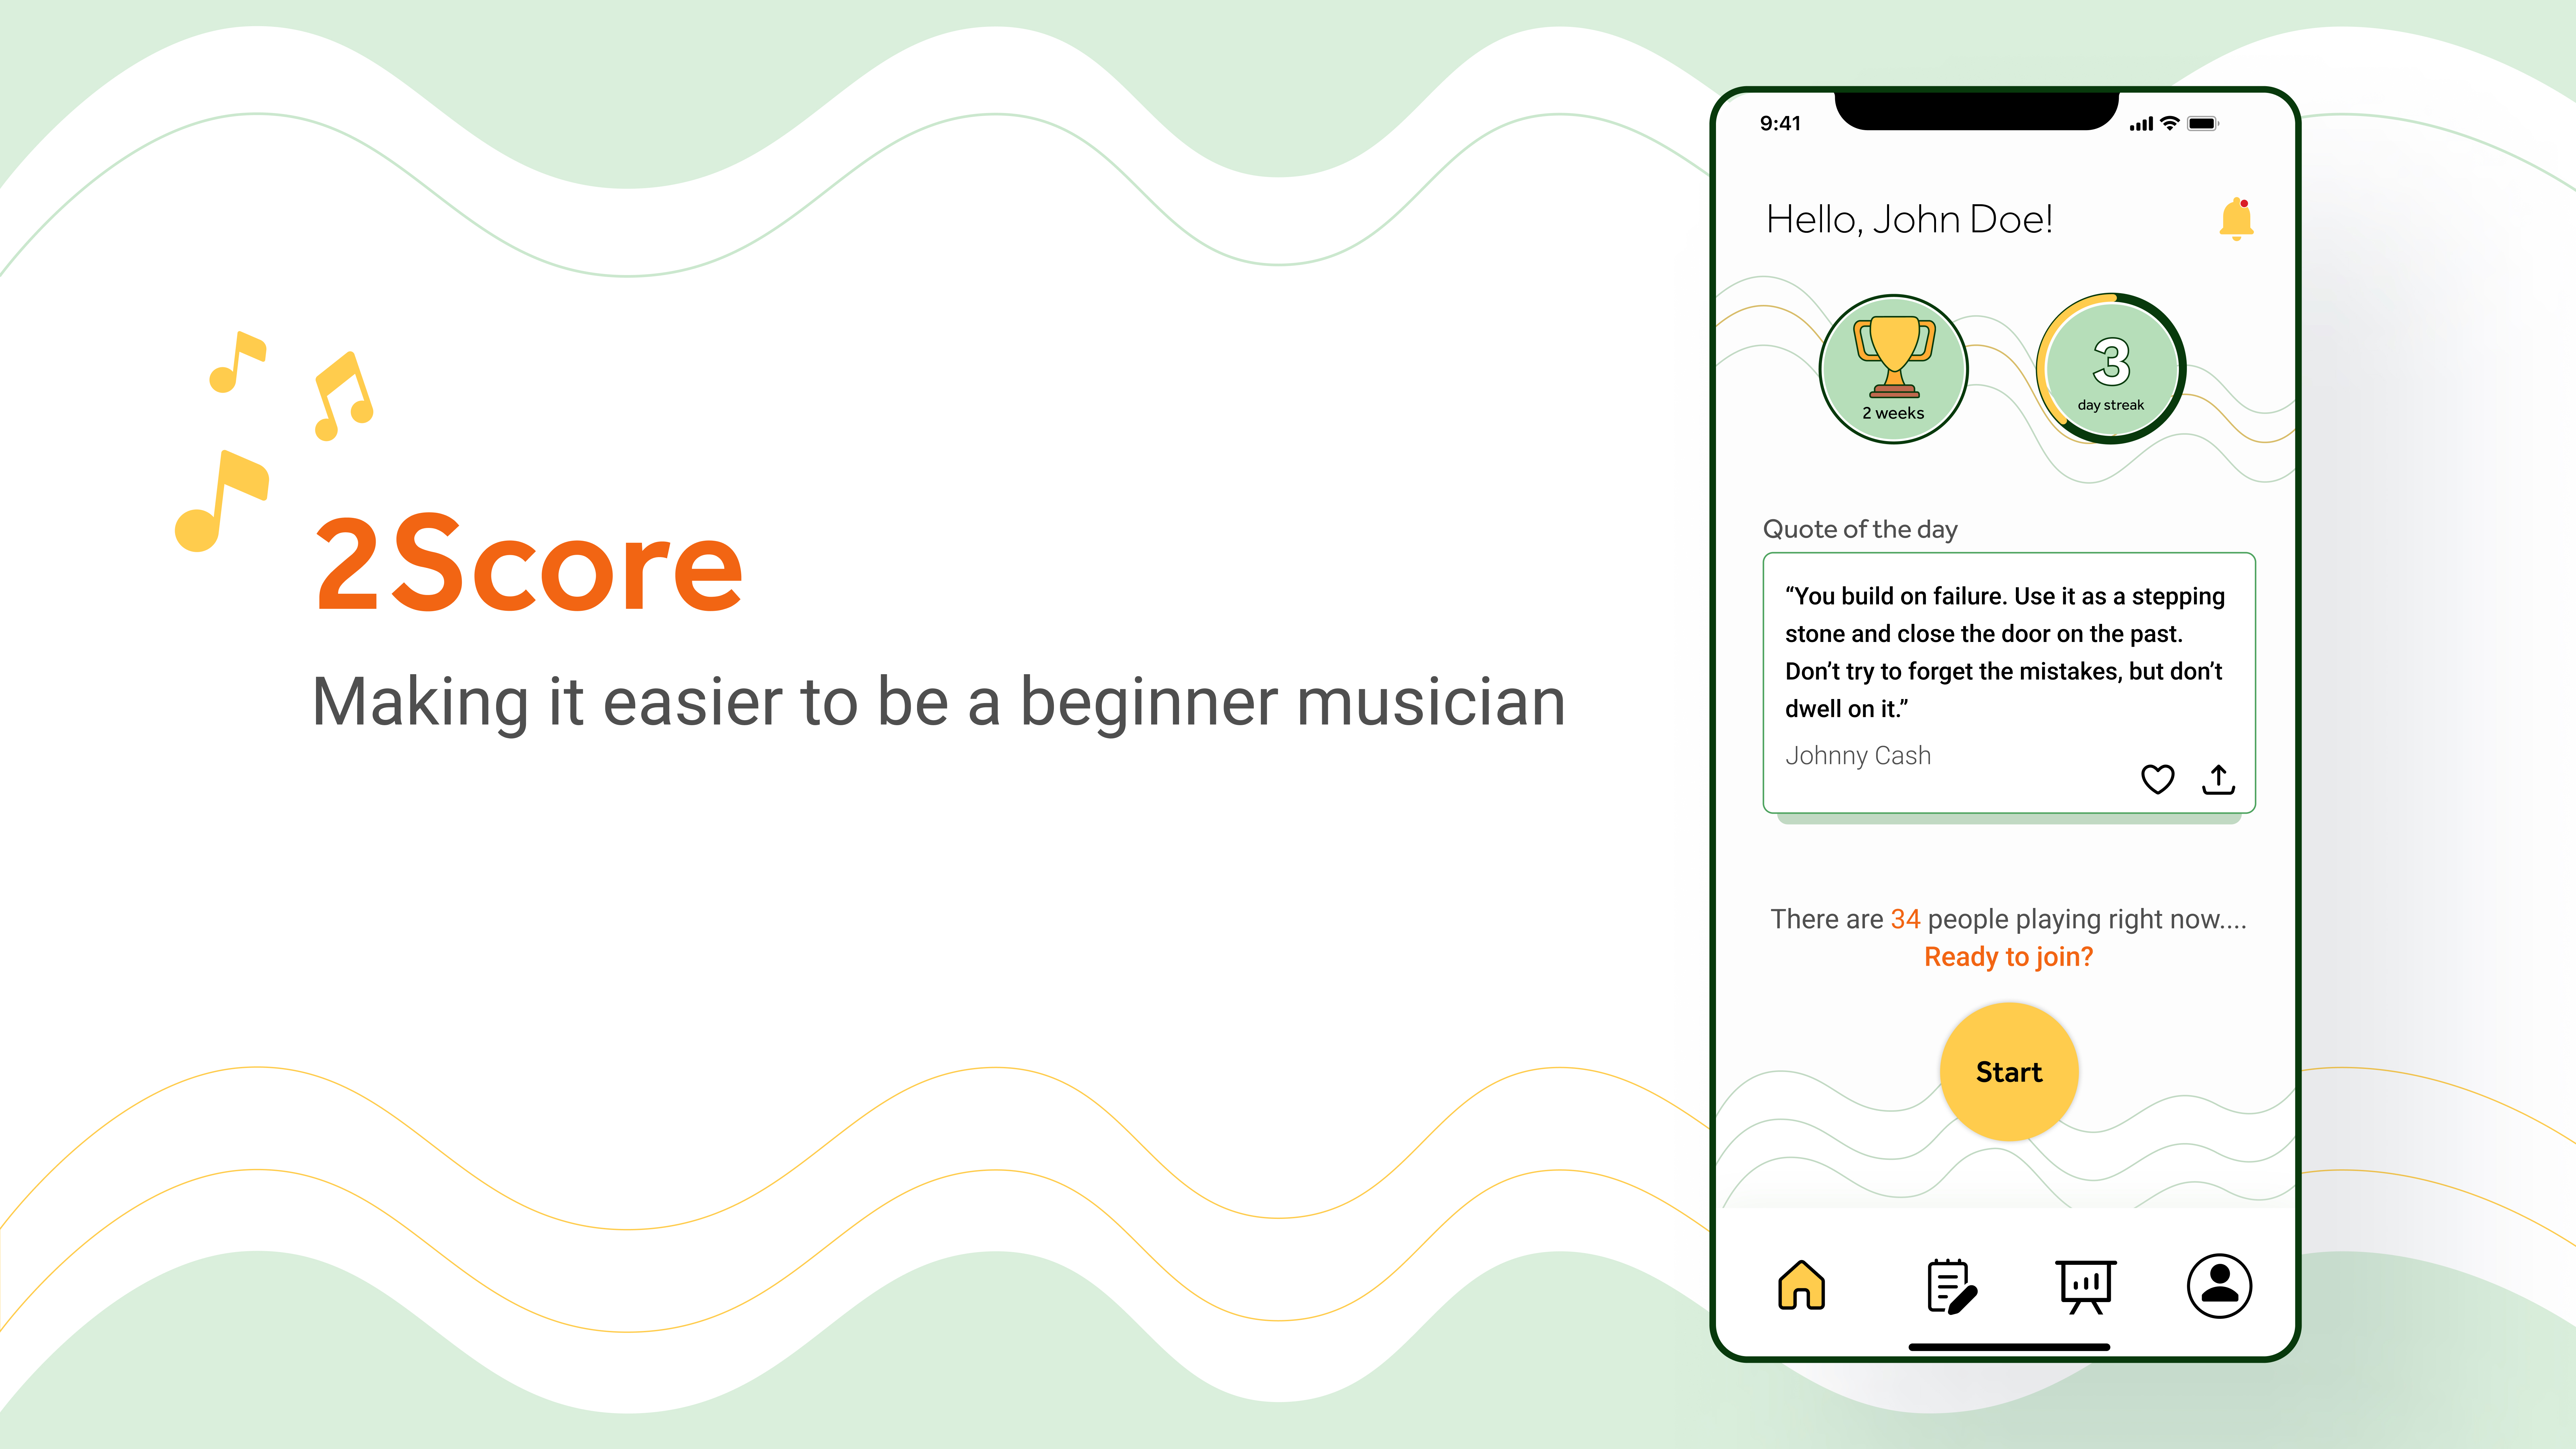 2Score
Making it easier to be a beginner musician
9:41
Hello, John Doe!
2 weeks
3
day streak
Quote of the day
“You build on failure. Use it as a stepping
stone and close the door on the past.
Don’t try to forget the mistakes, but don’t
dwell on it.”
Johnny Cash
There are 34 people playing right now....
Ready to join?
Start